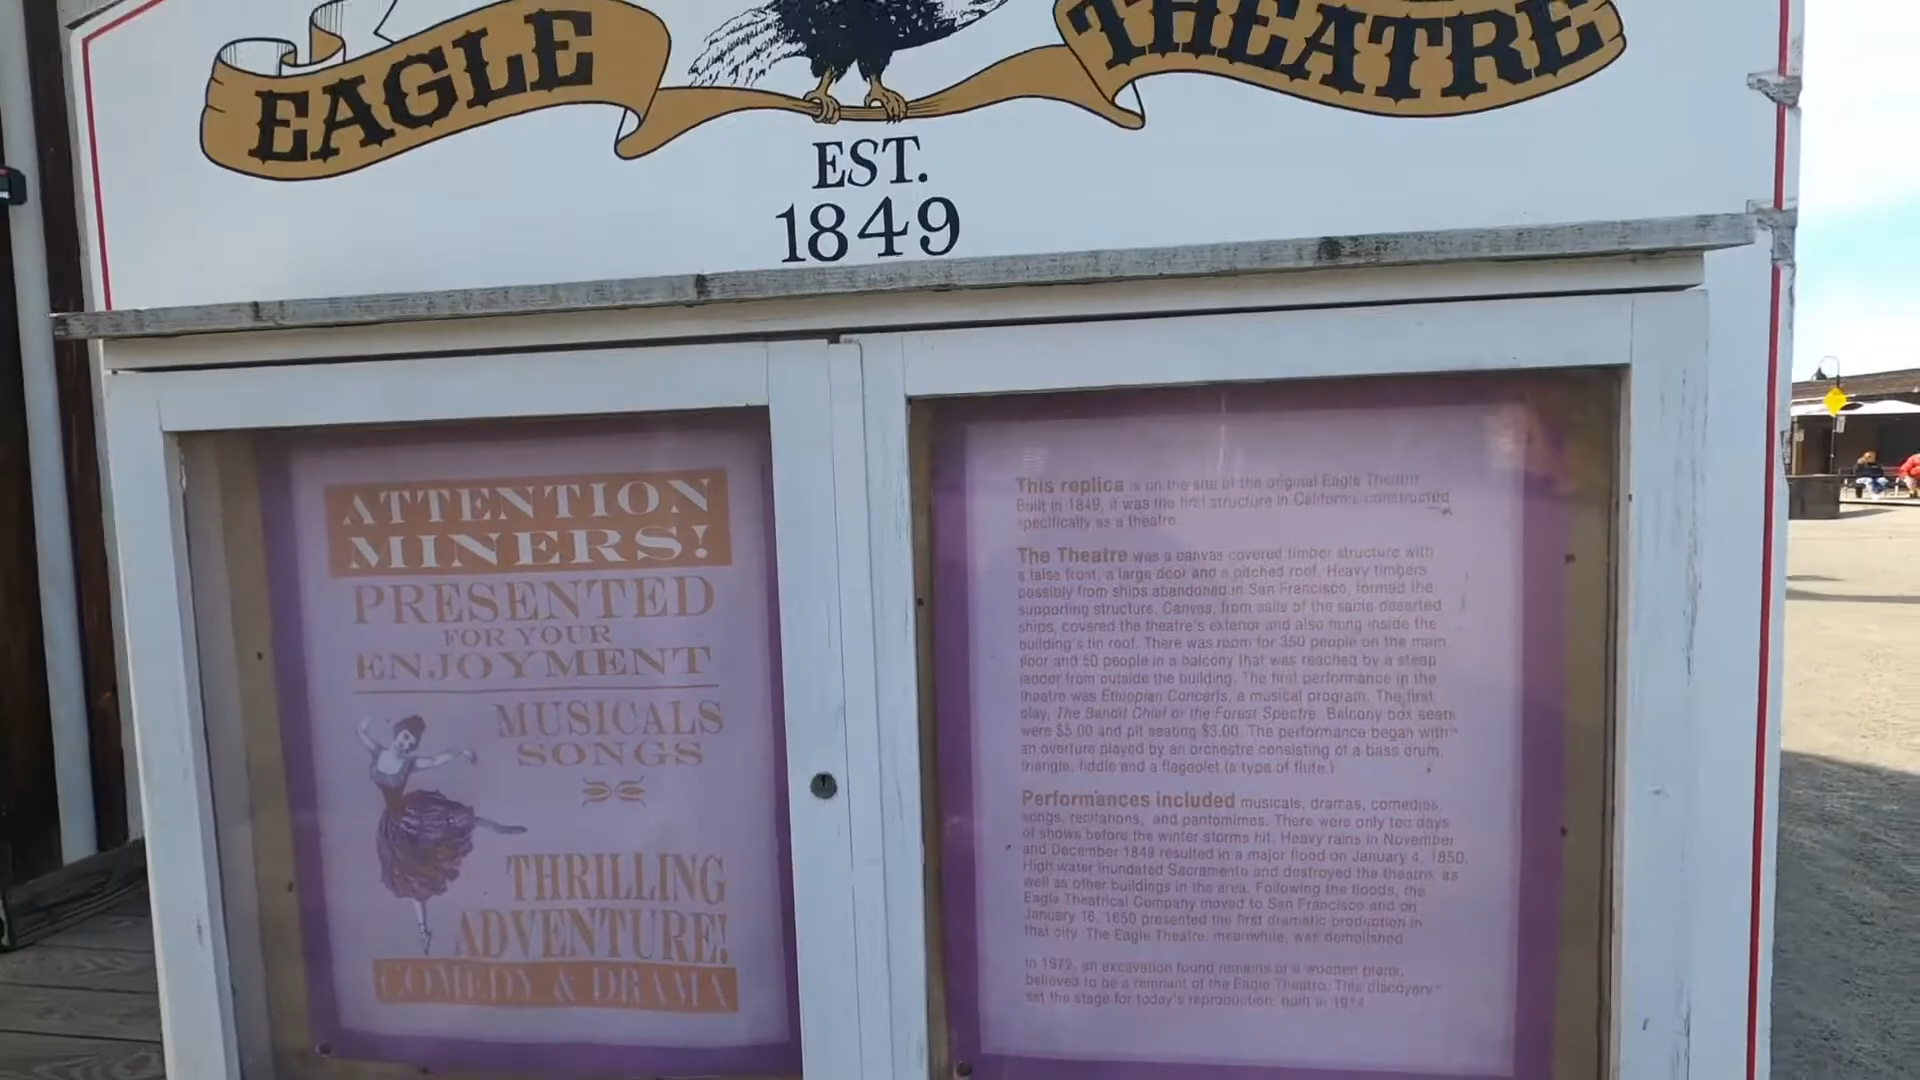 EAGLE THEATRE
EST.
1849
ATTENTION
MINERS!
PRESENTED
FOR YOUR
ENJOYMENT
MUSICALS
SONGS
THRILLING
ADVENTURE!
COMEDY & DRAMA
This replica is on the site of the original Eagle Theatre
Built in 1849, it was the first structure in California constructed
specifically as a theatre.
The Theatre was a canvas covered timber structure with
a false front, a large door and a pitched roof. Heavy timbers
possibly from ships abandoned in San Francisco, formed the
supporting structure. Canvas, from sails of the same deserted
ships, covered the theatre's exterior and also hung inside the
building's tin roof. There was room for 350 people on the main
floor and 50 people in a balcony that was reached by a steep
ladder from outside the building. The first performance in the
theatre was Ethiopian Concerts, a musical program. The first
play, The Bandit Chief or the Forest Spectre. Balcony box seats
were $5.00 and pit seating $3.00. The performance began with
an overture played by an orchestre consisting of a bass drum,
triangle, fiddle and a flageolet (a type of flute.)
Performances included musicals, dramas, comedies,
songs, recitations, and pantomimes. There were only ten days
of shows before the winter storms hit. Heavy rains in November
and December 1849 resulted in a major flood on January 4, 1850.
High water inundated Sacramento and destroyed the theatre, as
well as other buildings in the area. Following the floods, the
Eagle Theatrical Company moved to San Francisco and on
January 16, 1850 presented the first dramatic production in
that city. The Eagle Theatre, meanwhile, was demolished
In 1972, an excavation found remains of a wooden plank,
believed to be a remnant of the Eagle Theatre. This discovery
set the stage for today's reproduction, built in 1974.